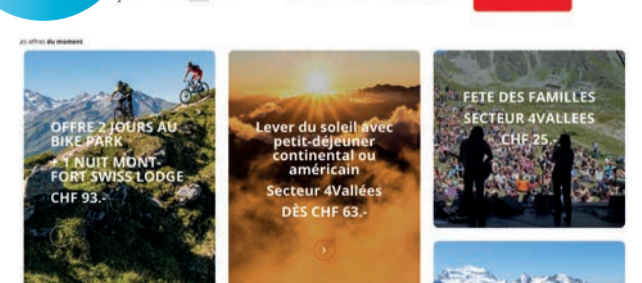 Les offres du moment
OFFRE 2 JOURS AU
BIKE PARK
+ 1 NUIT MONT-
FORT SWISS LODGE
CHF 93.-
Lever du soleil avec
petit-déjeuner
continental ou
américain
Secteur 4Vallées
DÈS CHF 63.-
FETE DES FAMILLES
SECTEUR 4VALLEES
CHF 25.-